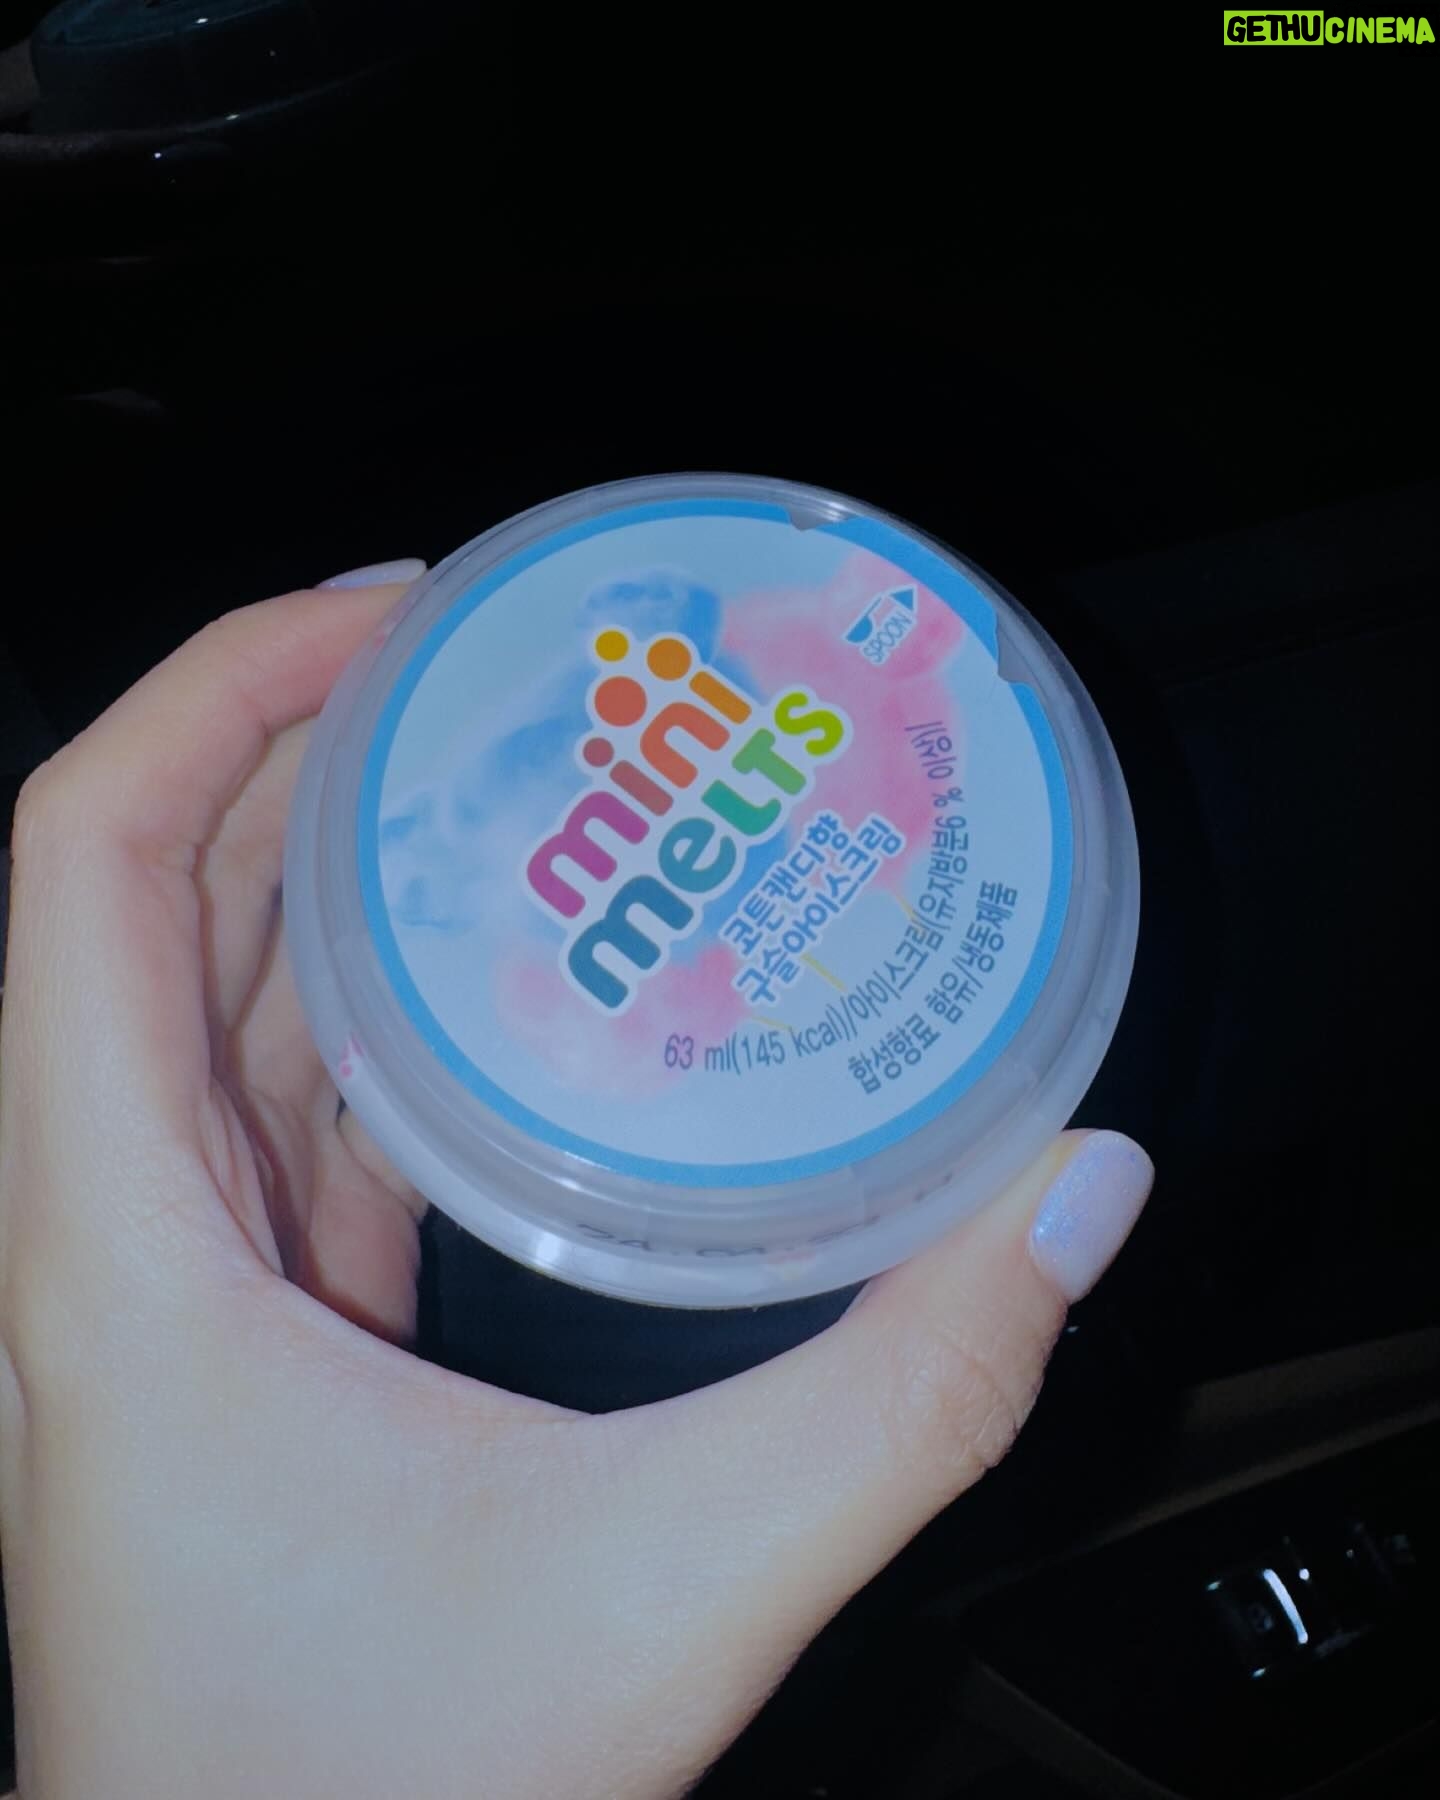 GETHUCINEMA
SPOON
mini
melts
코튼캔디향
구슬아이스크림
63 ml(145 kcal)/아이스크림(유지방분6 % 이상)
합성향료 함유/냉동제품